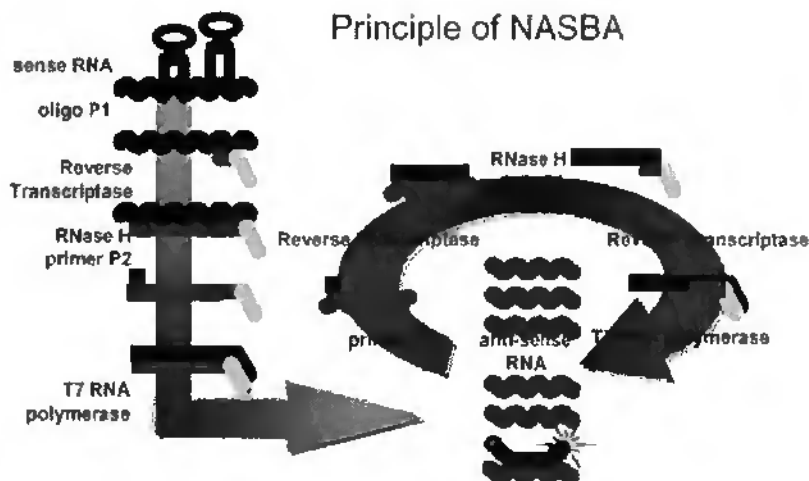 Principle of NASBA
sense RNA
oligo P1
Reverse
Transcriptase
RNase H
primer P2
T7 RNA
polymerase
RNase H
Reverse
Reverse
anti-sense
RNA